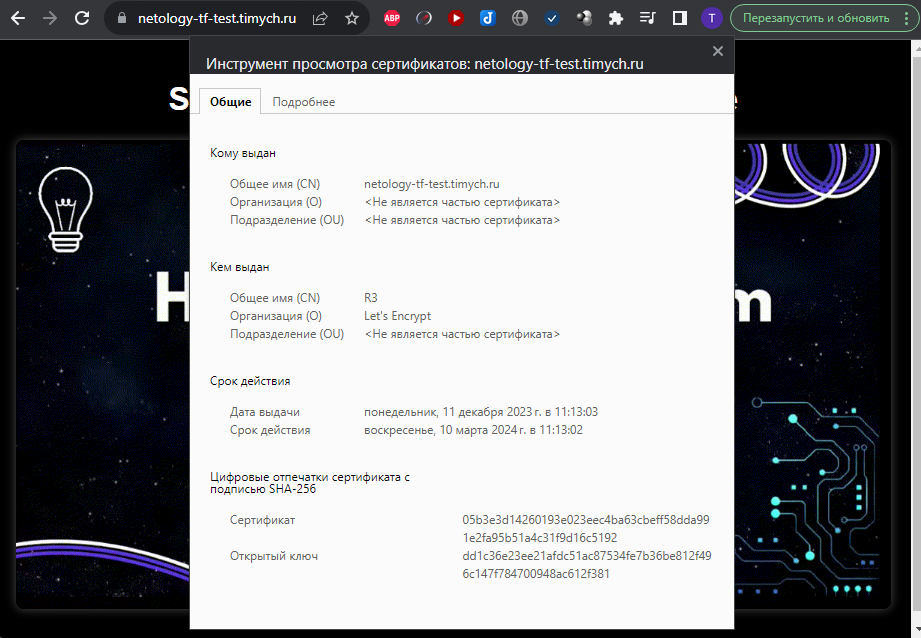 netology-tf-test.timych.ru
ABP
T
Перезапустить и обновить
Инструмент просмотра сертификатов: netology-tf-test.timych.ru
Общие
Подробнее
Кому выдан
Общее имя (CN) netology-tf-test.timych.ru
Организация (O) <Не является частью сертификата>
Подразделение (OU) <Не является частью сертификата>
Кем выдан
Общее имя (CN) R3
Организация (O) Let's Encrypt
Подразделение (OU) <Не является частью сертификата>
Срок действия
Дата выдачи понедельник, 11 декабря 2023 г. в 11:13:03
Срок действия воскресенье, 10 марта 2024 г. в 11:13:02
Цифровые отпечатки сертификата с
подписью SHA-256
Сертификат 05b3e3d14260193e023eec4ba63cbeff58dda99
1e2fa95b51a4c31f9d16c5192
Открытый ключ dd1c36e23ee21afdc51ac87534fe7b36be812f49
6c147f784700948ac612f381